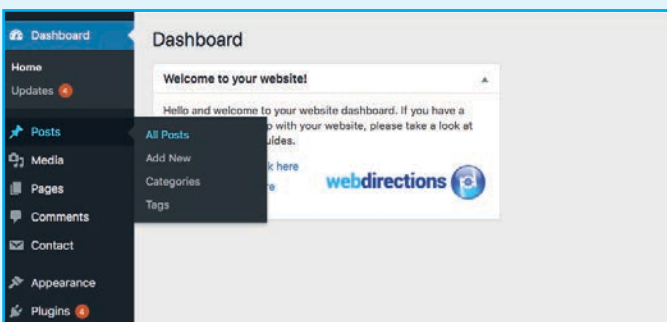 Dashboard
Home
Updates 4
Posts
Media
Pages
Comments
Contact
Appearance
Plugins 4
All Posts
Add New
Categories
Tags
Dashboard
Welcome to your website!
Hello and welcome to your website dashboard. If you have a
with your website, please take a look at
here
webdirections